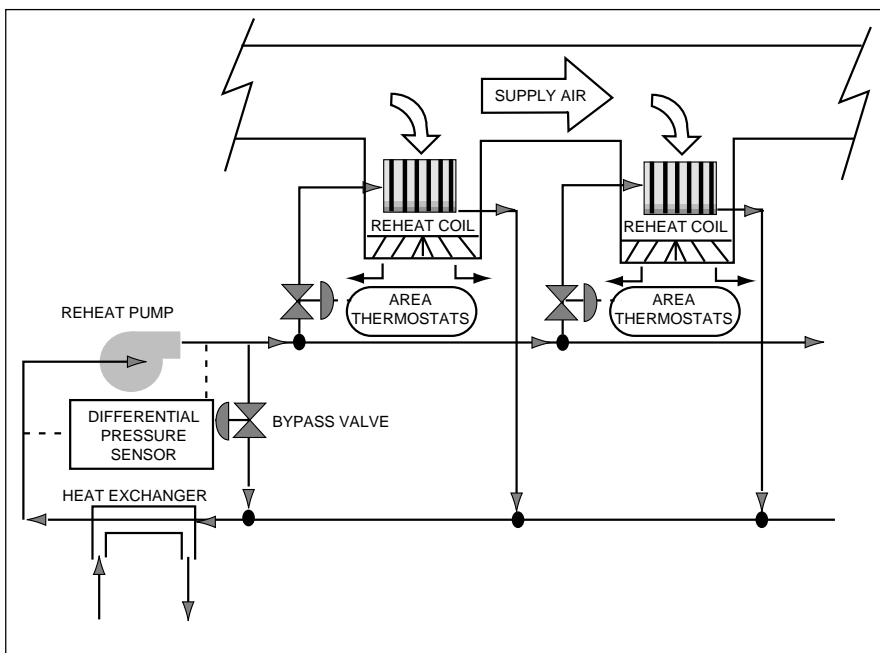 SUPPLY AIR
REHEAT COIL
REHEAT COIL
AREA
THERMOSTATS
AREA
THERMOSTATS
REHEAT PUMP
DIFFERENTIAL
PRESSURE
SENSOR
BYPASS VALVE
HEAT EXCHANGER